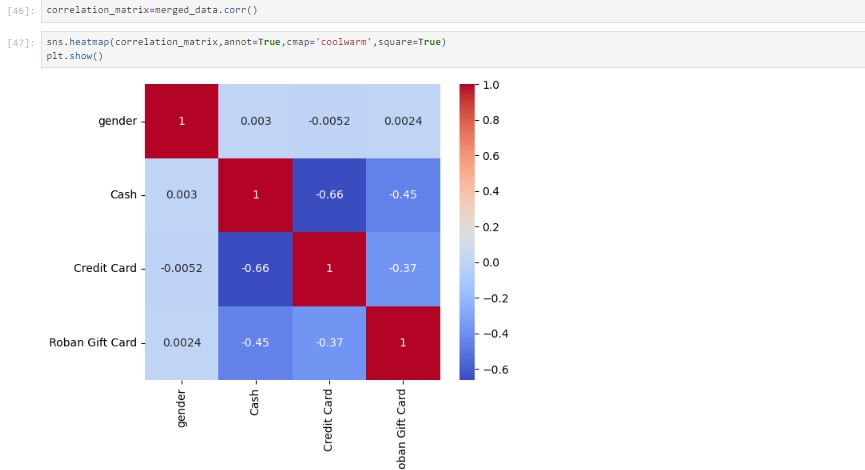 [46]: correlation_matrix=merged_data.corr()
[47]: sns.heatmap(correlation_matrix,annot=True,cmap='coolwarm',square=True)
plt.show()
gender 1 0.003 -0.0052 0.0024
Cash 0.003 1 -0.66 -0.45
Credit Card -0.0052 -0.66 1 -0.37
Roban Gift Card 0.0024 -0.45 -0.37 1
gender
Cash
Credit Card
oban Gift Card
1.0
0.8
0.6
0.4
0.2
0.0
−0.2
−0.4
−0.6